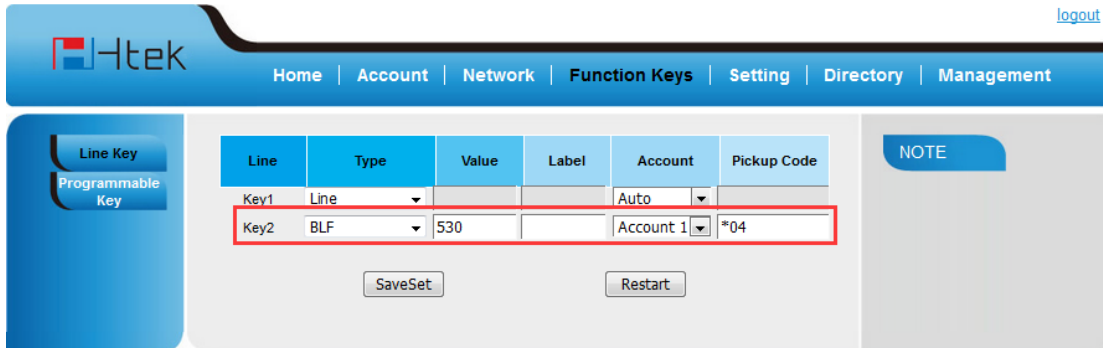 logout
Htek
Home | Account | Network | Function Keys | Setting | Directory | Management
Line Key
Programmable Key
NOTE
Line Type Value Label Account Pickup Code
Key1 Line Auto
Key2 BLF 530 Account 1 *04
SaveSet Restart